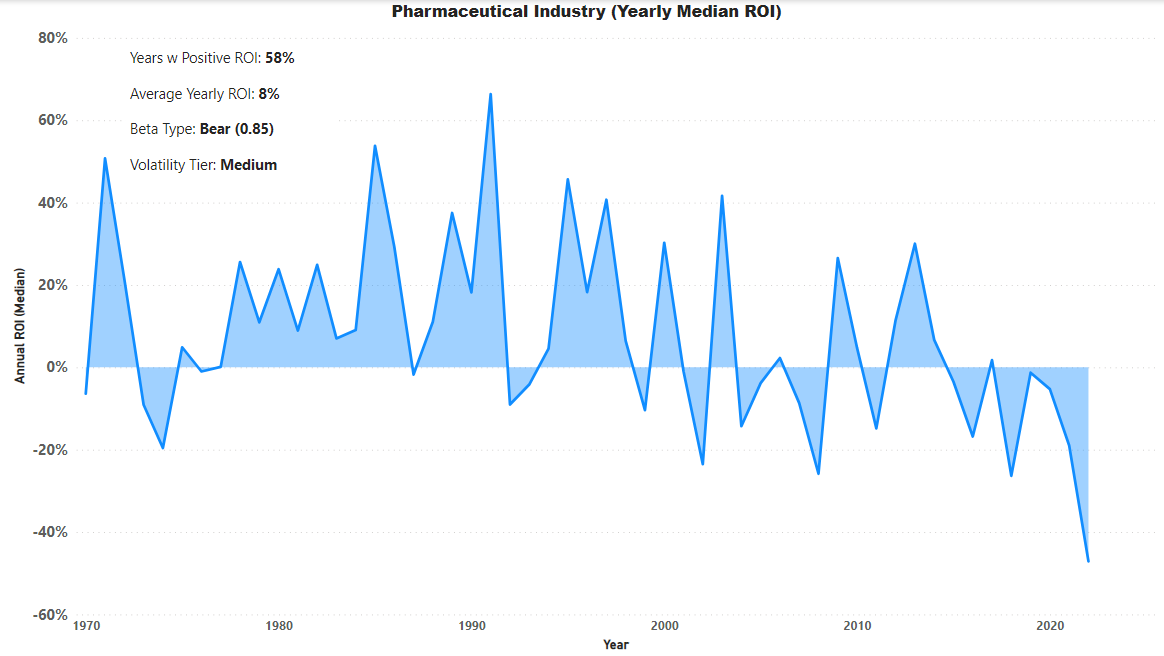 Pharmaceutical Industry (Yearly Median ROI)
80%
Years w Positive ROI: 58%
Average Yearly ROI: 8%
60%
Beta Type: Bear (0.85)
Volatility Tier: Medium
40%
20%
Annual ROI (Median)
0%
-20%
-40%
-60%
1970 1980 1990 2000 2010 2020
Year